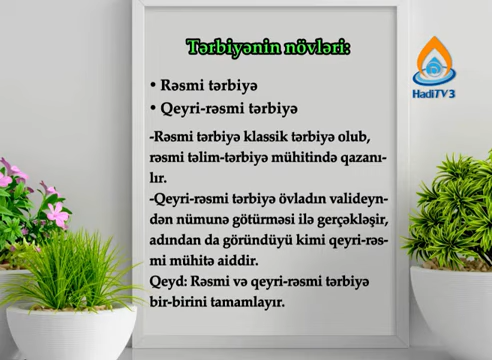 Tərbiyənin növləri:
HadiTV3
• Rəsmi tərbiyə
• Qeyri-rəsmi tərbiyə
-Rəsmi tərbiyə klassik tərbiyə olub,
rəsmi təlim-tərbiyə mühitində qazanı-
lır.
-Qeyri-rəsmi tərbiyə övladın valideyn-
dən nümunə götürməsi ilə gerçəkləşir,
adından da göründüyü kimi qeyri-rəs-
mi mühitə aiddir.
Qeyd: Rəsmi və qeyri-rəsmi tərbiyə
bir-birini tamamlayır.